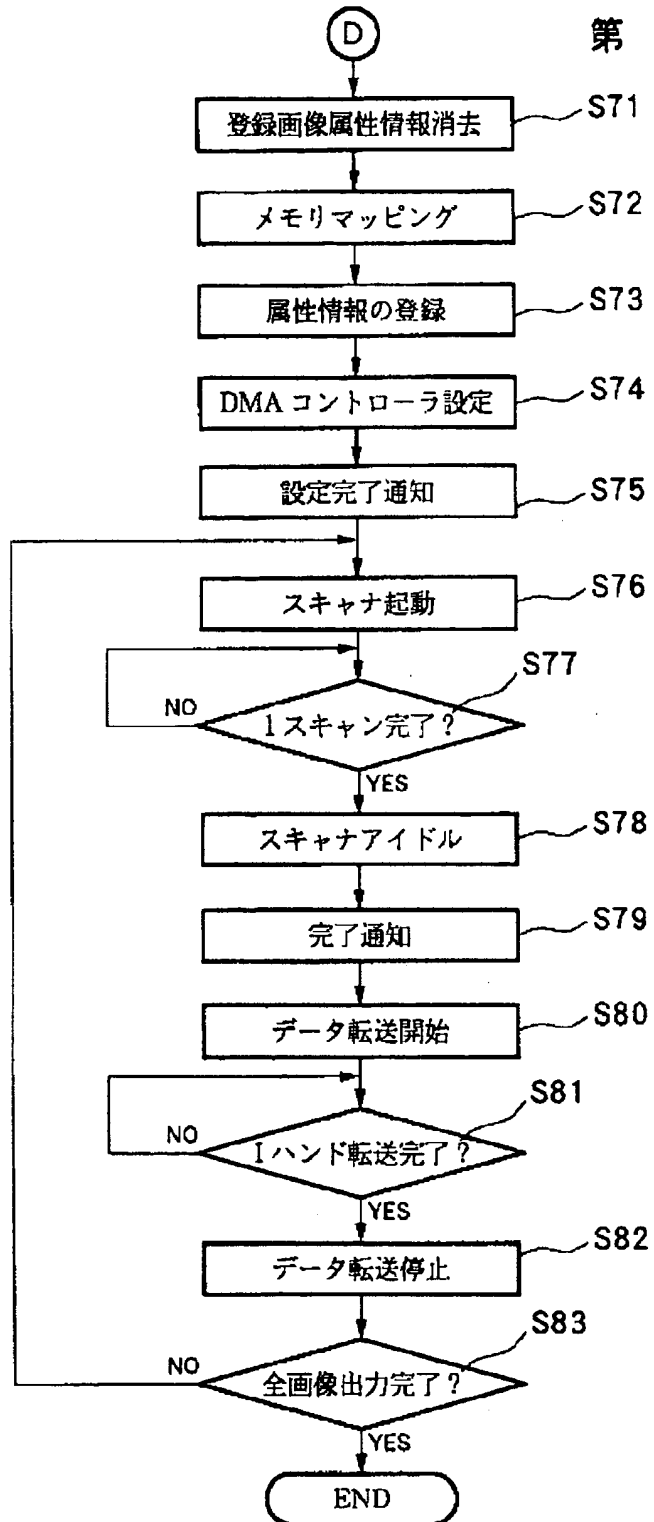 D
第
登録画像属性情報消去
S71
メモリマッピング
S72
属性情報の登録
S73
DMA コントローラ設定
S74
設定完了通知
S75
スキャナ起動
S76
S77
NO
1スキャン完了?
YES
スキャナアイドル
S78
完了通知
S79
データ転送開始
S80
S81
NO
1ハンド転送完了?
YES
データ転送停止
S82
S83
NO
全画像出力完了?
YES
END